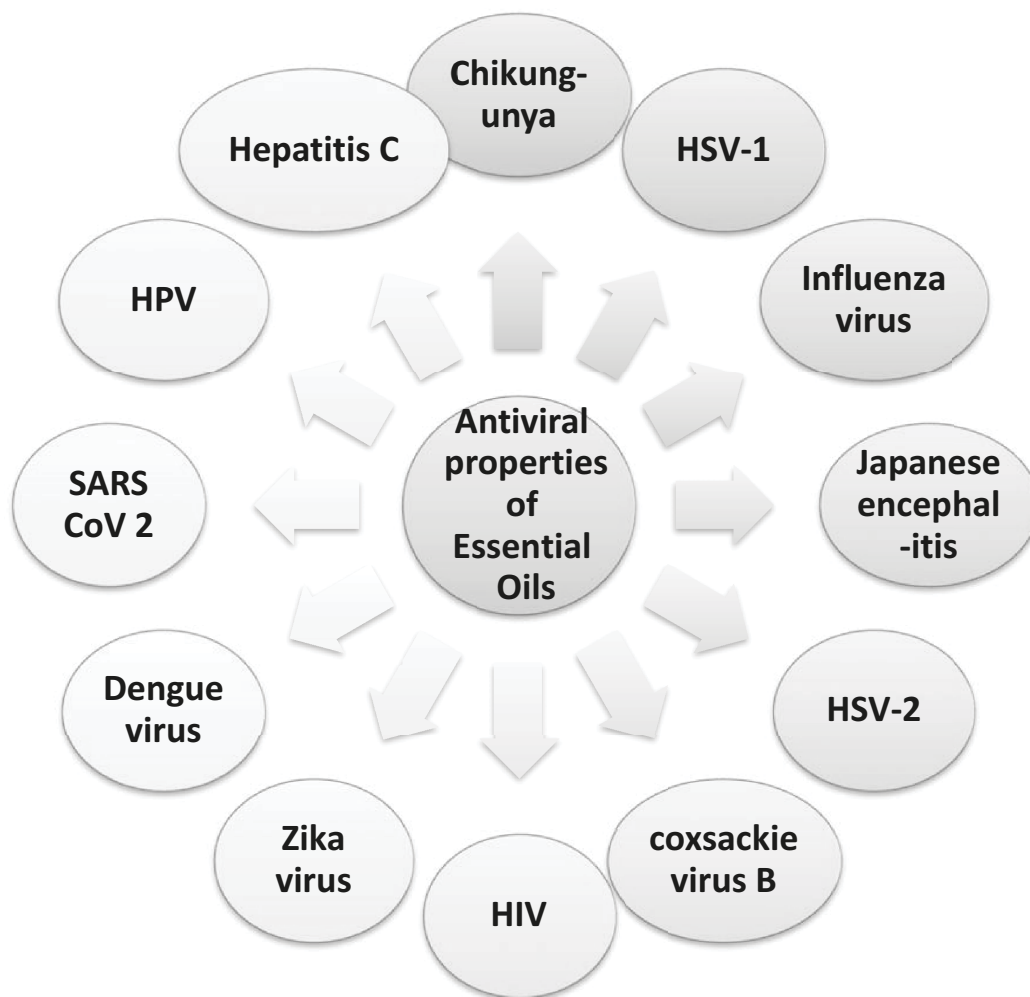 Chikung-
unya
HSV-1
Influenza
virus
Japanese
encephal
-itis
HSV-2
coxsackie
virus B
HIV
Zika
virus
Dengue
virus
SARS
CoV 2
HPV
Hepatitis C
Antiviral
properties
of
Essential
Oils